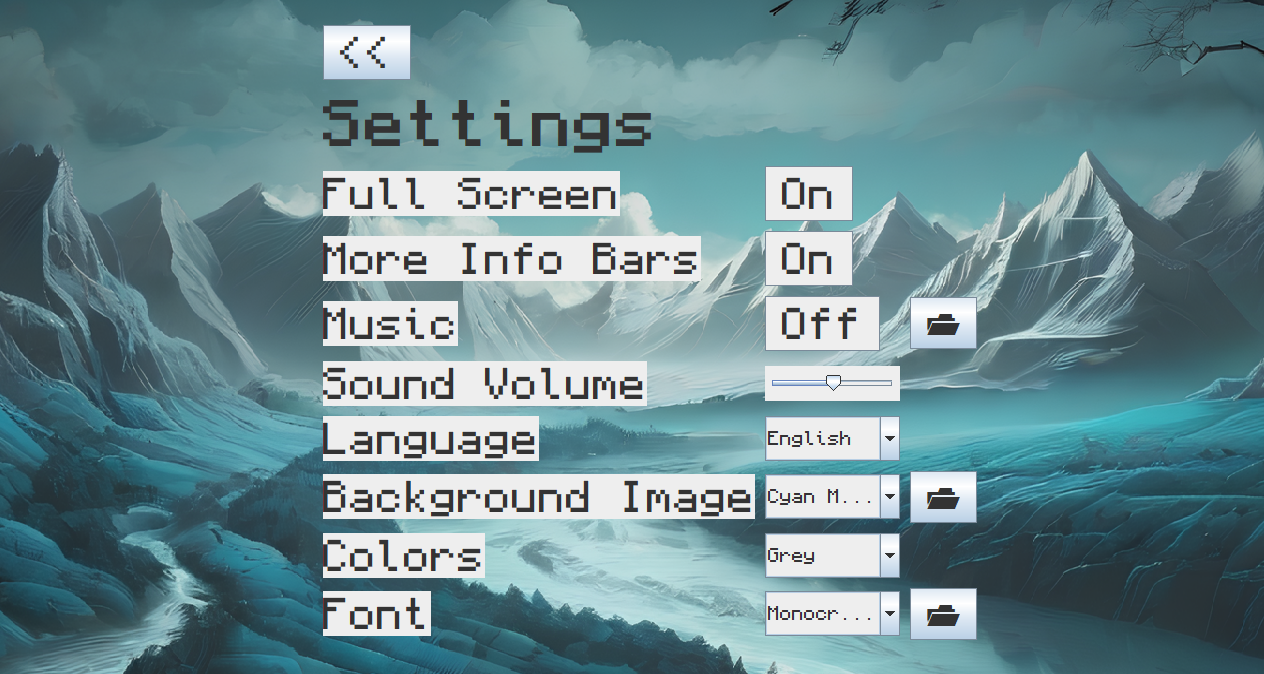 <<
Settings
Full Screen On
More Info Bars On
Music Off
Sound Volume
Language English
Background Image Cyan M...
Colors Grey
Font Monocr...